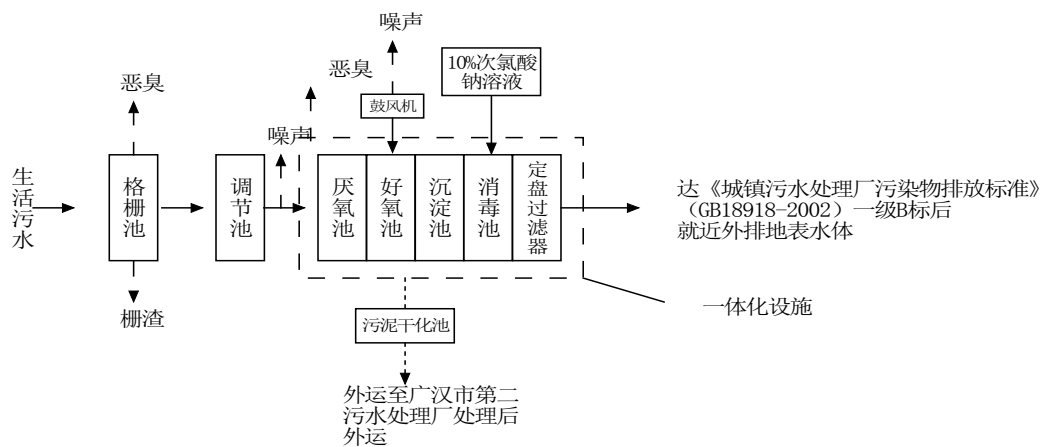 噪声
恶臭
10%次氯酸
钠溶液
恶臭
鼓风机
噪声
生活污水
格栅池
调节池
厌氧池
好氧池
沉淀池
消毒池
定盘过滤器
达《城镇污水处理厂污染物排放标准》
（GB18918-2002）一级B标后
就近外排地表水体
栅渣
一体化设施
污泥干化池
外运至广汉市第二
污水处理厂处理后
外运